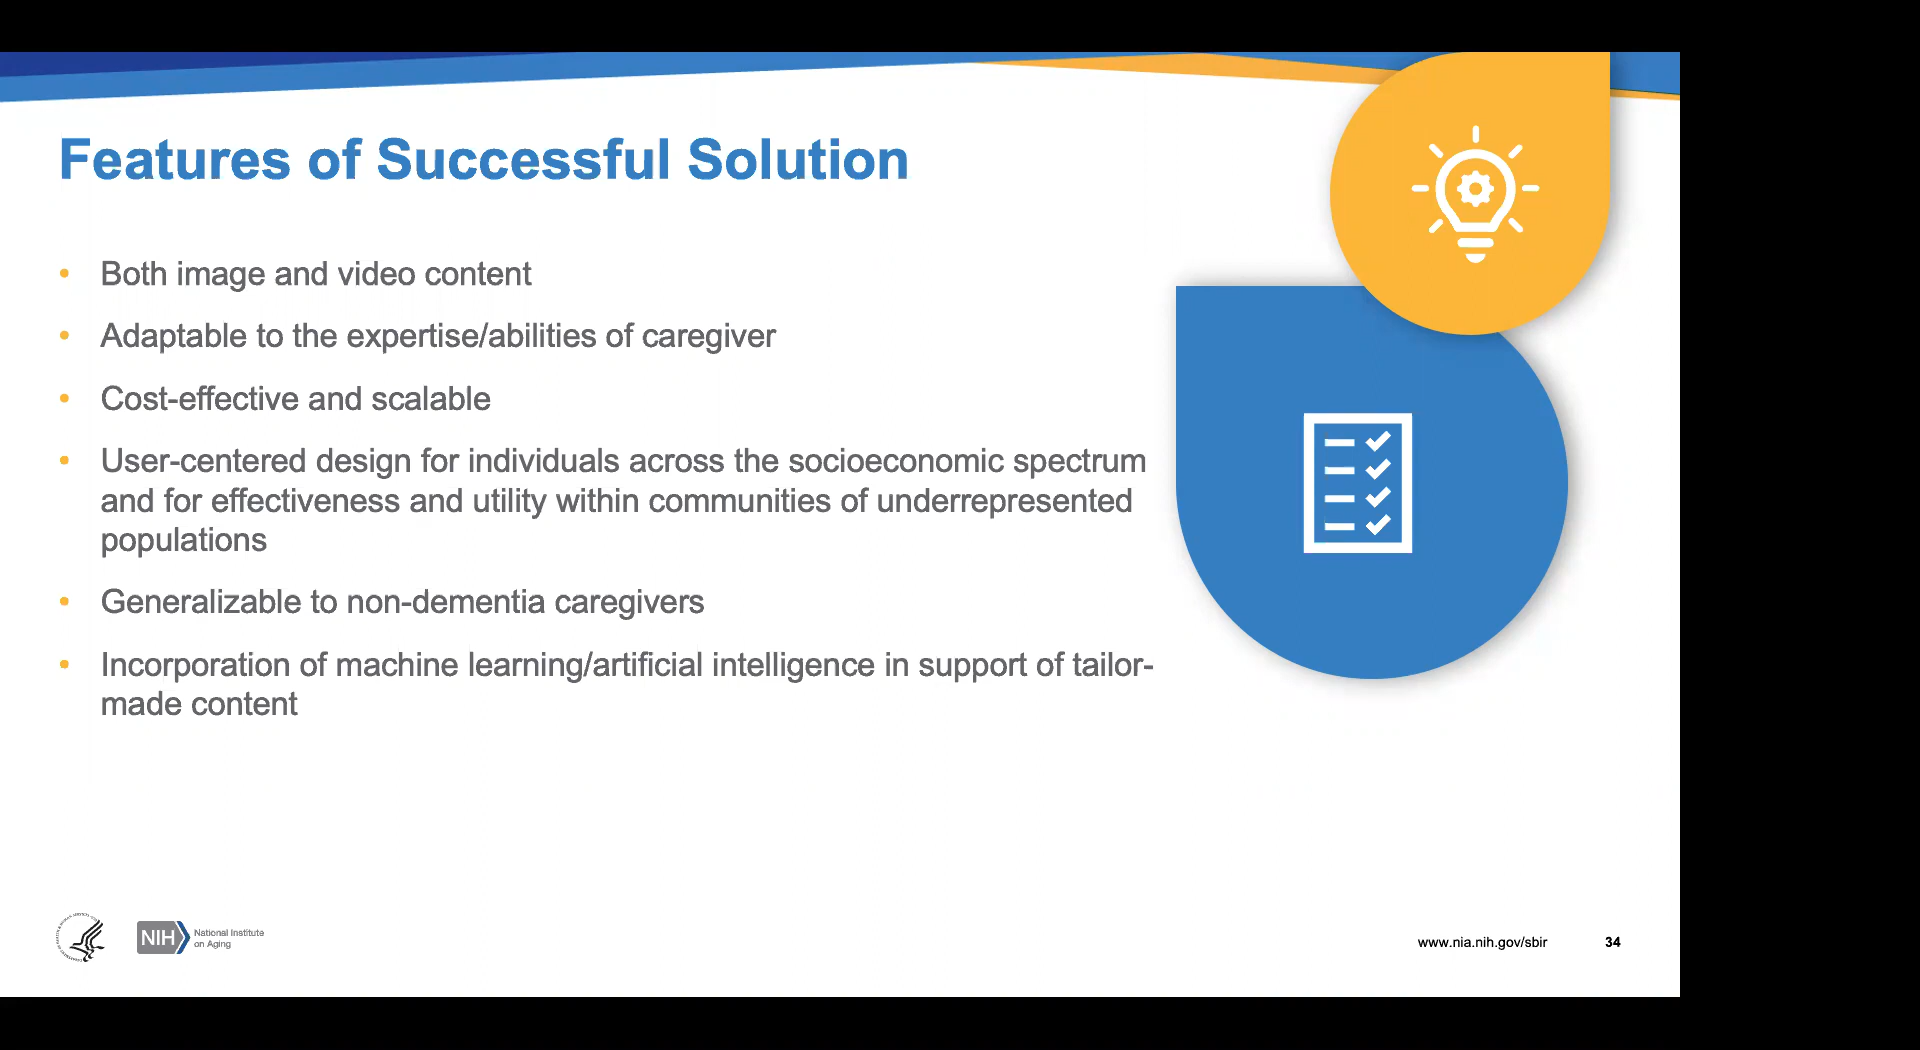 Features of Successful Solution
• Both image and video content
• Adaptable to the expertise/abilities of caregiver
• Cost-effective and scalable
• User-centered design for individuals across the socioeconomic spectrum
and for effectiveness and utility within communities of underrepresented
populations
• Generalizable to non-dementia caregivers
• Incorporation of machine learning/artificial intelligence in support of tailor-
made content
NIH
National Institute
on Aging
www.nia.nih.gov/sbir
34